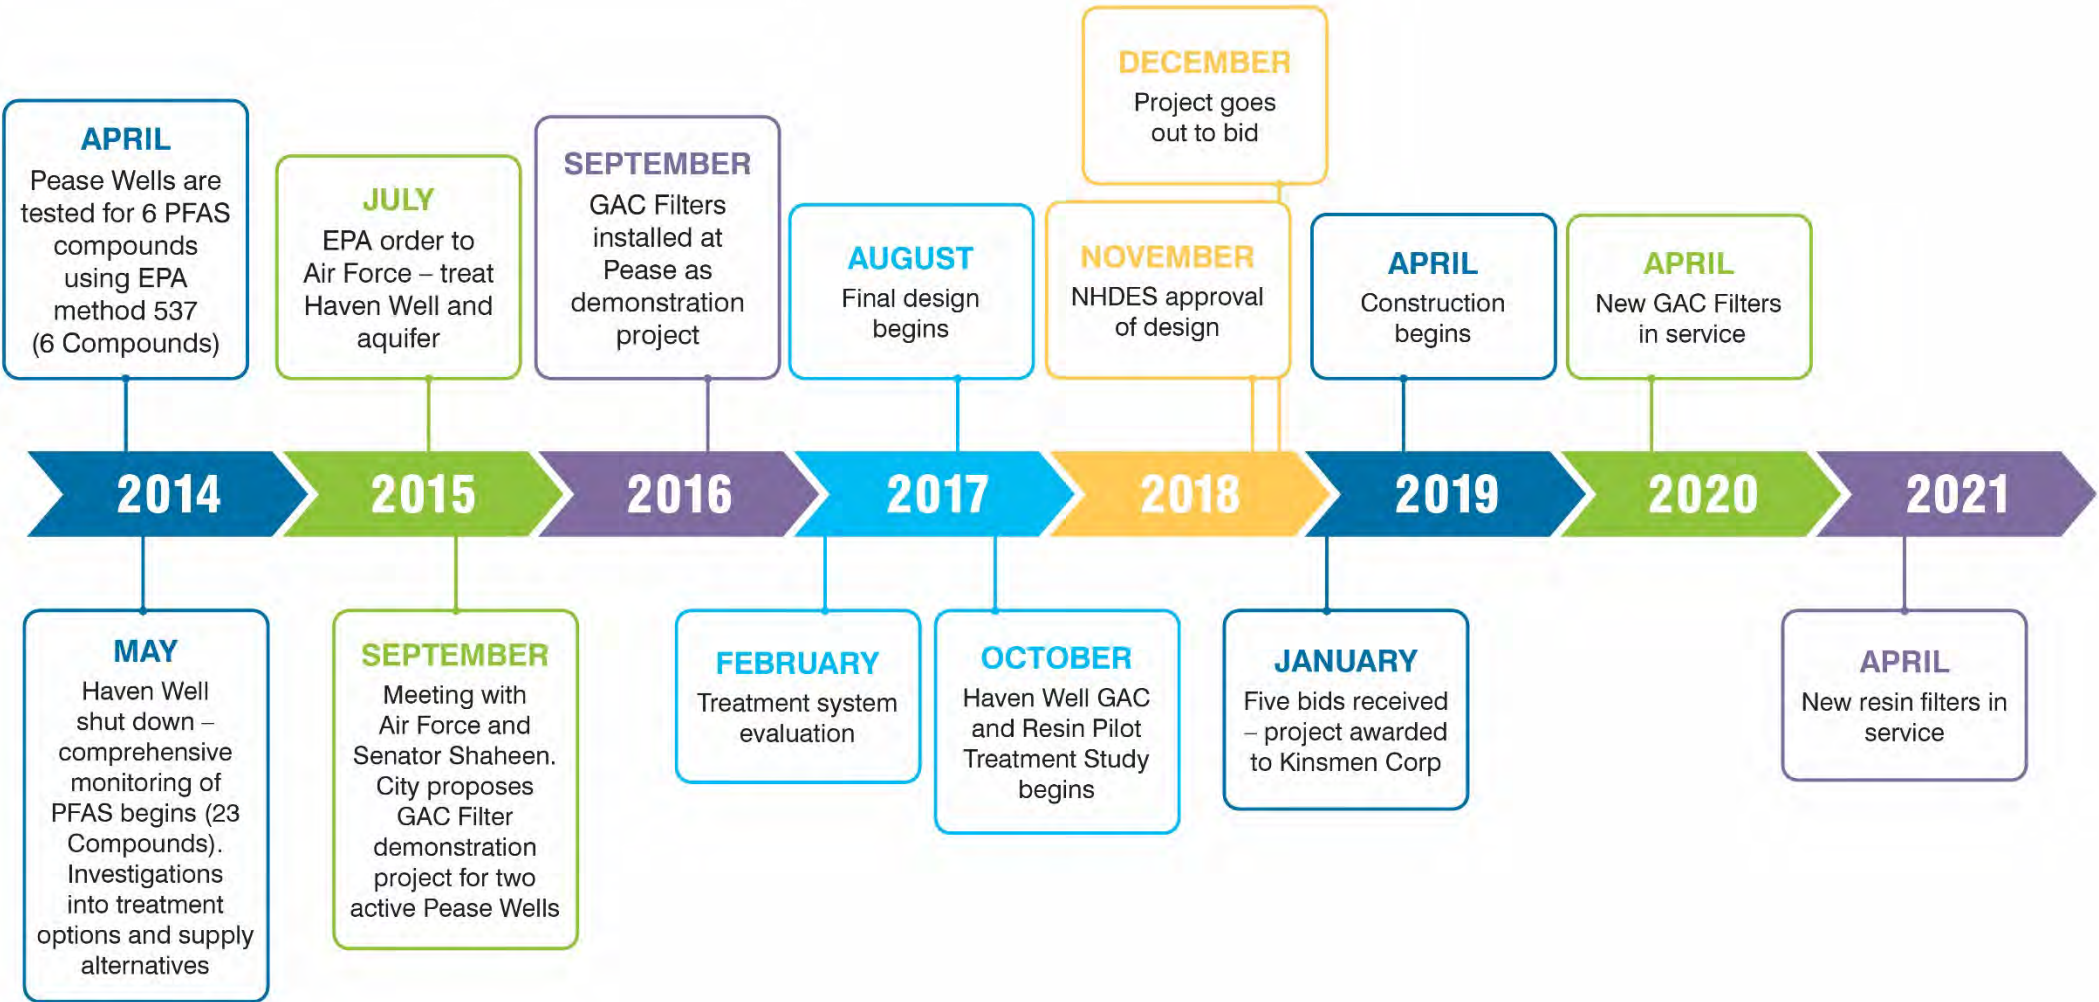 APRIL
Pease Wells are
tested for 6 PFAS
compounds
using EPA
method 537
(6 Compounds)
JULY
EPA order to
Air Force – treat
Haven Well and
aquifer
SEPTEMBER
GAC Filters
installed at
Pease as
demonstration
project
AUGUST
Final design
begins
DECEMBER
Project goes
out to bid
NOVEMBER
NHDES approval
of design
APRIL
Construction
begins
APRIL
New GAC Filters
in service
2014
2015
2016
2017
2018
2019
2020
2021
MAY
Haven Well
shut down –
comprehensive
monitoring of
PFAS begins (23
Compounds).
Investigations
into treatment
options and supply
alternatives
SEPTEMBER
Meeting with
Air Force and
Senator Shaheen.
City proposes
GAC Filter
demonstration
project for two
active Pease Wells
FEBRUARY
Treatment system
evaluation
OCTOBER
Haven Well GAC
and Resin Pilot
Treatment Study
begins
JANUARY
Five bids received
– project awarded
to Kinsmen Corp
APRIL
New resin filters in
service